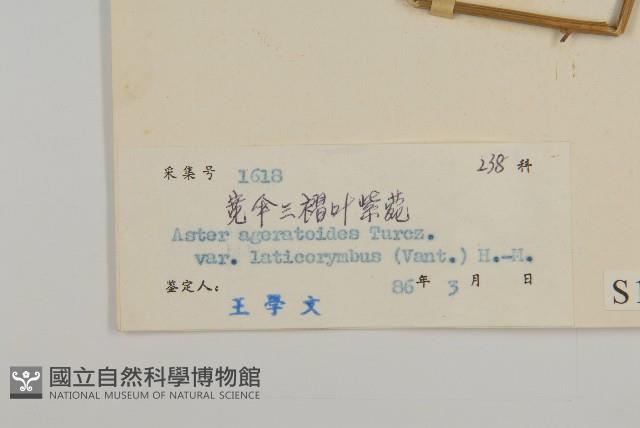 采集号 1618 238 科
宽伞三褶叶紫菀
Aster ageratoides Turcz.
var. laticorymbus (Vant.) H.-M.
鉴定人: 86年 3月 日
王學文
S1
國立自然科學博物館
NATIONAL MUSEUM OF NATURAL SCIENCE